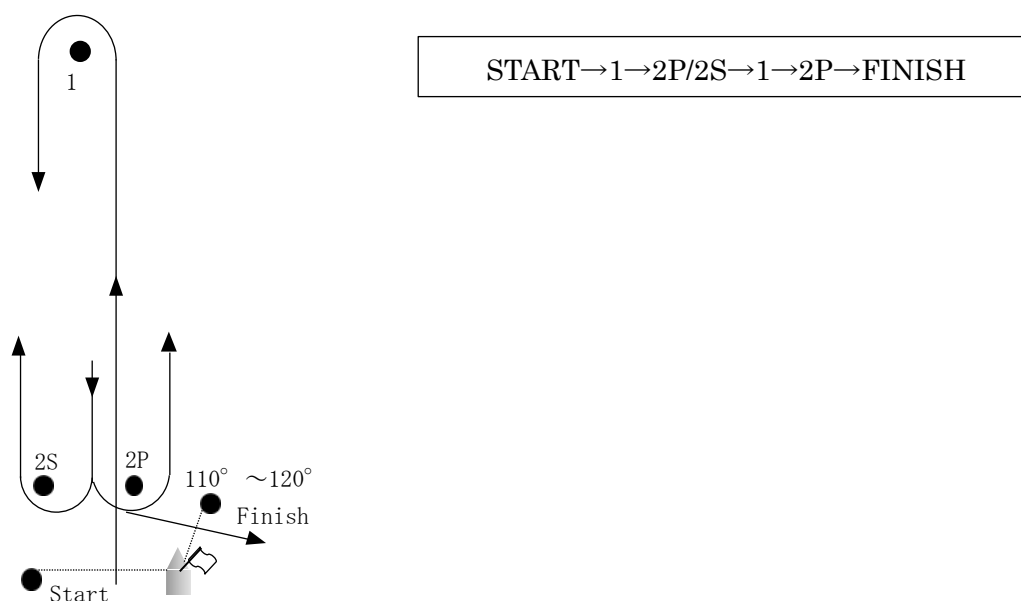 START→1→2P/2S→1→2P→FINISH
1
2S
2P
110° ～120°
Finish
Start